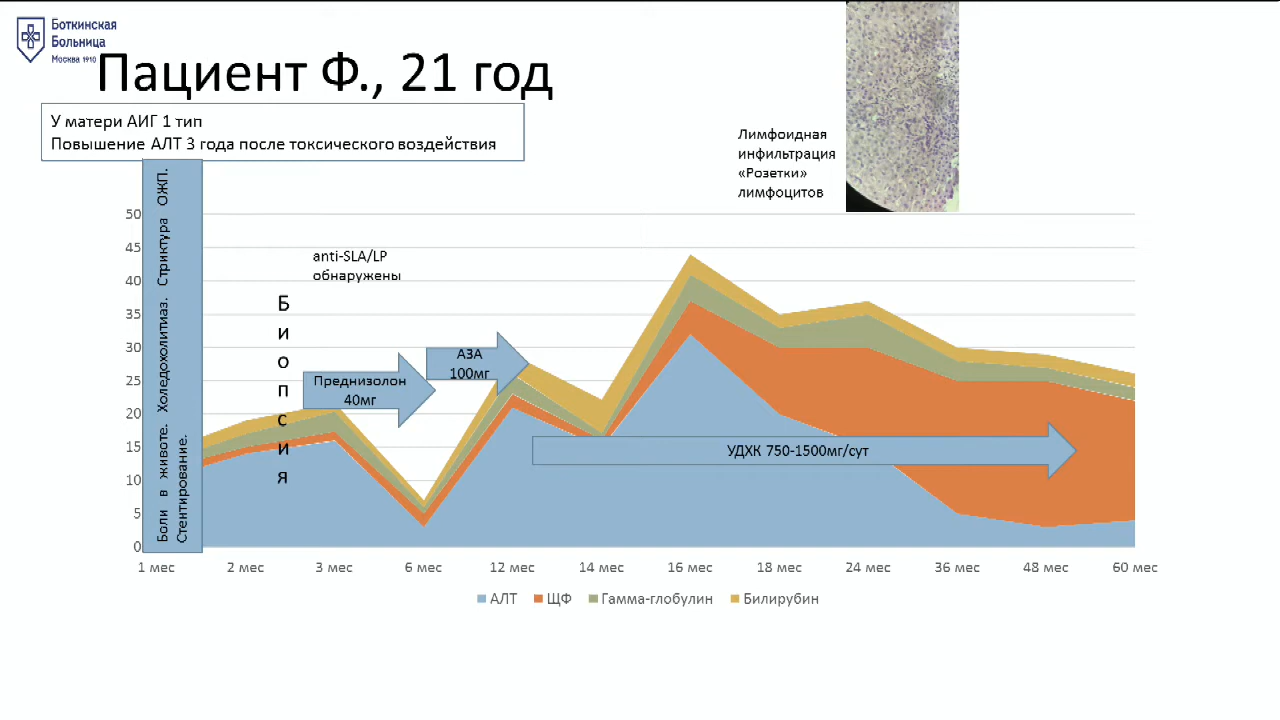 Боткинская
Больница
Москва 1910
Пациент Ф., 21 год
У матери АИГ 1 тип
Повышение АЛТ 3 года после токсического воздействия
Лимфоидная
инфильтрация
«Розетки»
лимфоцитов
Боли в животе. Холедохолитиаз. Стриктура ОЖП.
Стентирование.
anti-SLA/LP
обнаружены
Б
и
о
п
с
и
я
Преднизолон
40мг
АЗА
100мг
УДХК 750-1500мг/сут
50
45
40
35
30
25
20
15
10
5
0
1 мес 2 мес 3 мес 6 мес 12 мес 14 мес 16 мес 18 мес 24 мес 36 мес 48 мес 60 мес
АЛТ ЩФ Гамма-глобулин Билирубин